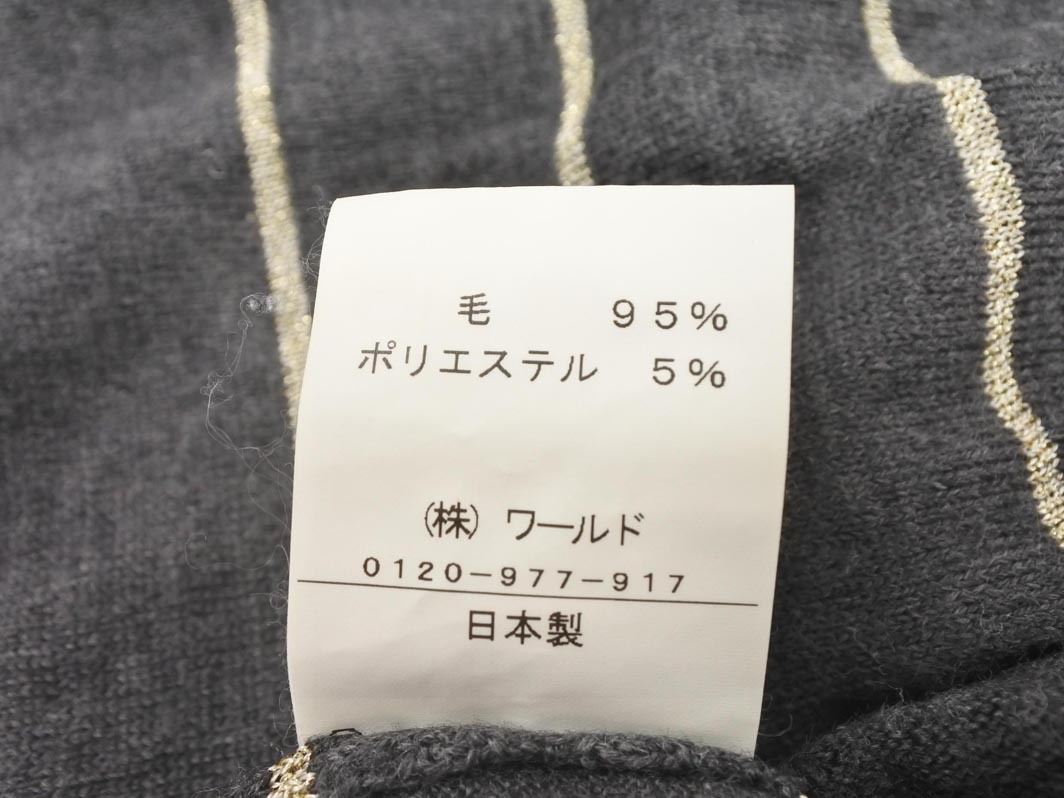 毛 95%
ポリエステル 5%
(株) ワールド
0120-977-917
日本製